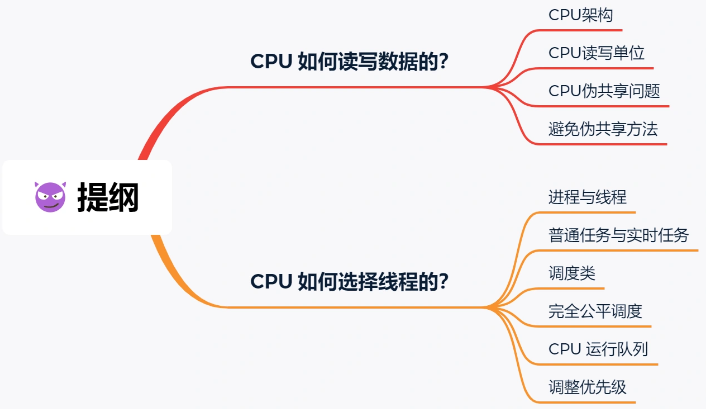 CPU架构
CPU 如何读写数据的？
CPU读写单位
CPU伪共享问题
避免伪共享方法
提纲
进程与线程
普通任务与实时任务
CPU 如何选择线程的？
调度类
完全公平调度
CPU 运行队列
调整优先级